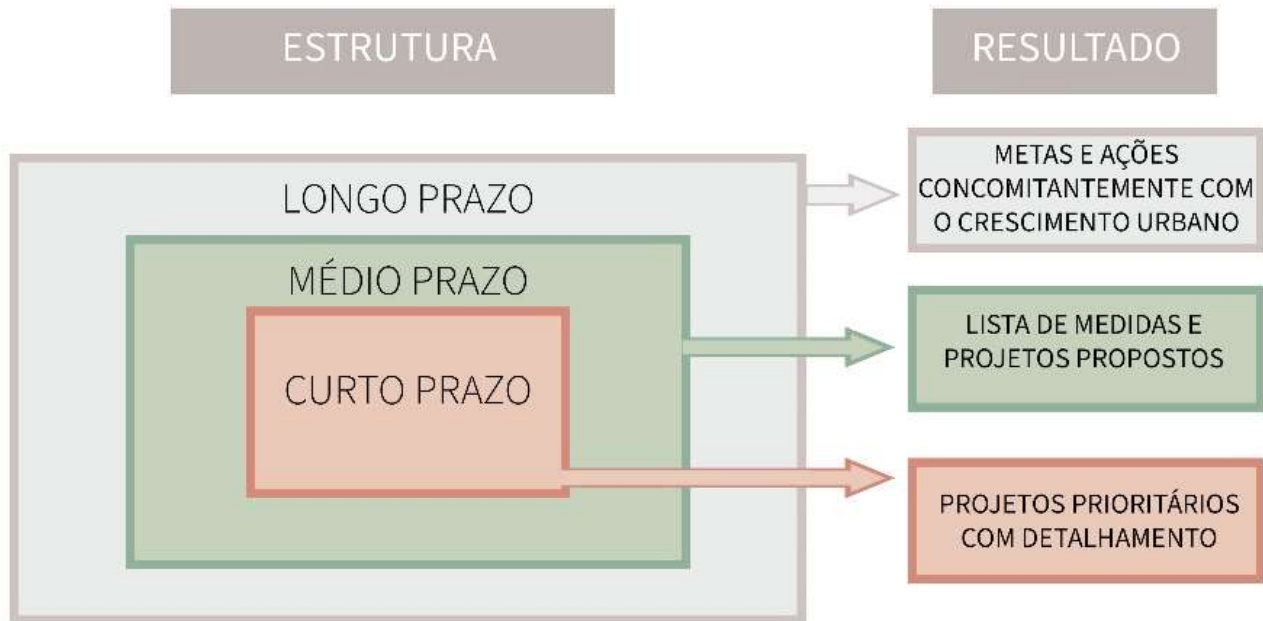 ESTRUTURA
RESULTADO
LONGO PRAZO
MÉDIO PRAZO
CURTO PRAZO
METAS E AÇÕES
CONCOMITANTEMENTE COM
O CRESCIMENTO URBANO
LISTA DE MEDIDAS E
PROJETOS PROPOSTOS
PROJETOS PRIORITÁRIOS
COM DETALHAMENTO